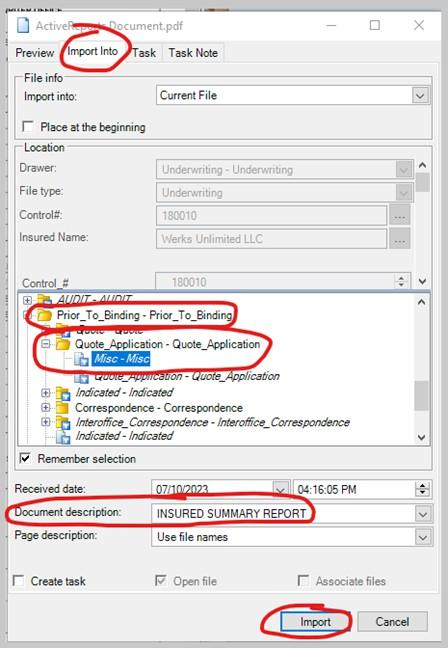 ActiveReports Document.pdf
Preview Import Into Task Task Note
File info
Import into: Current File
Place at the beginning
Location
Drawer: Underwriting - Underwriting
File type: Underwriting
Control#: 180010 ...
Insured Name: Werks Unlimited LLC ...
Control_# 180010
AUDIT - AUDIT
Prior_To_Binding - Prior_To_Binding
Quote - Quote
Quote_Application - Quote_Application
Misc - Misc
Quote_Application - Quote_Application
Indicated - Indicated
Correspondence - Correspondence
Interoffice_Correspondence - Interoffice_Correspondence
Indicated - Indicated
Remember selection
Received date: 07/10/2023 04:16:05 PM
Document description: INSURED SUMMARY REPORT
Page description: Use file names
Create task Open file Associate files
Import Cancel